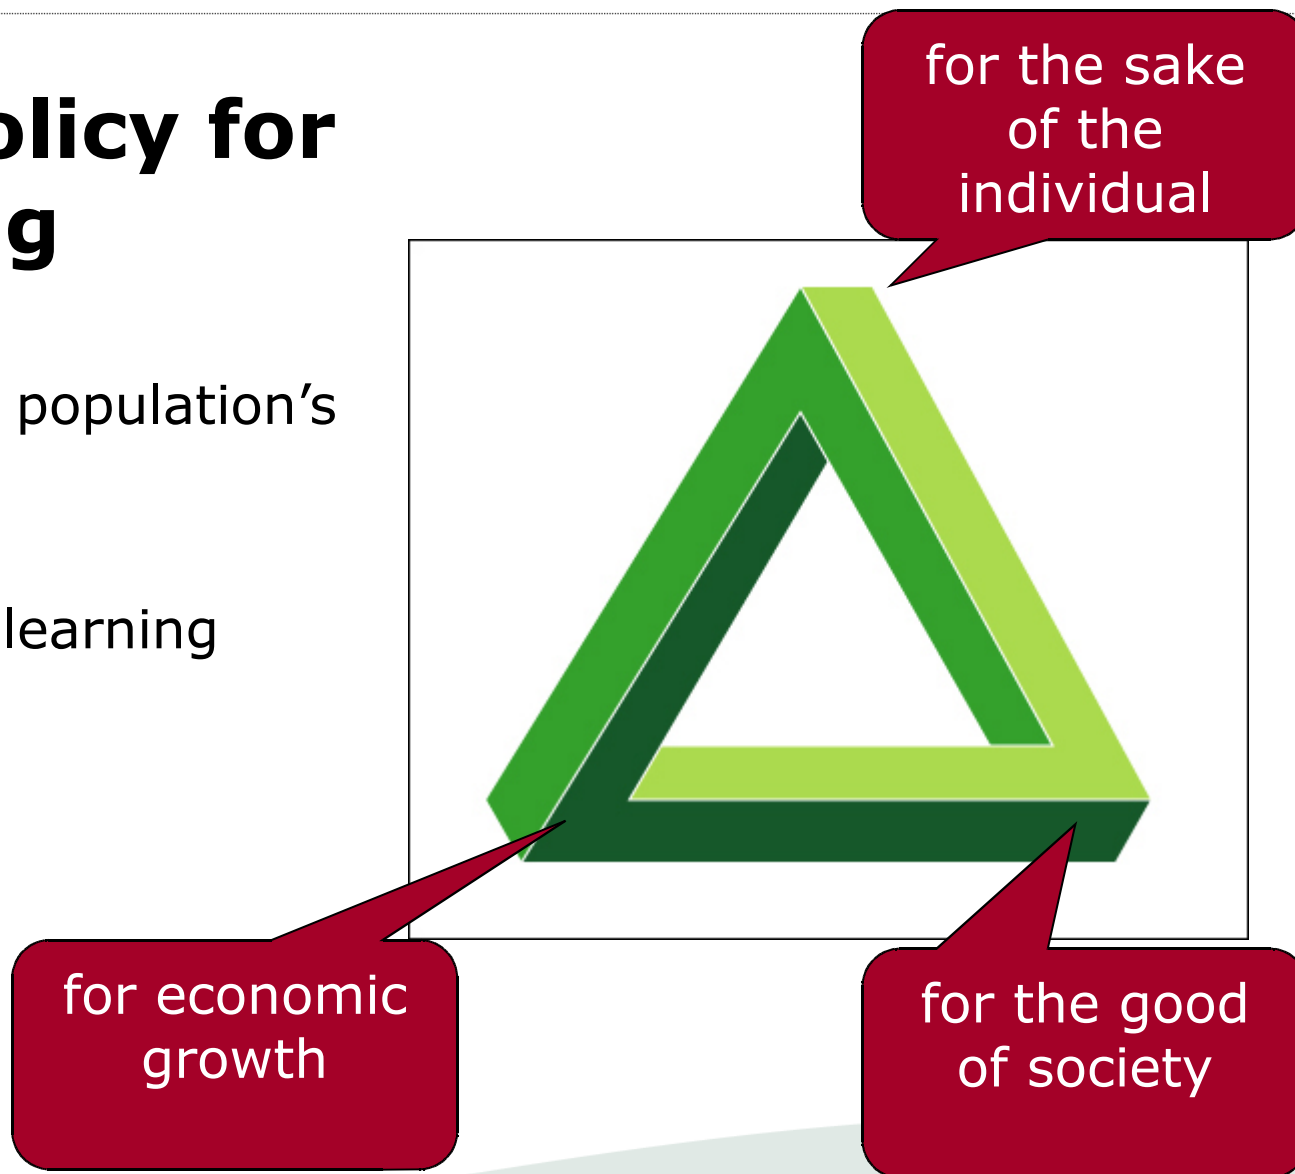 for the sake
of the
individual
olicy for
g
population’s
learning
for economic
growth
for the good
of society